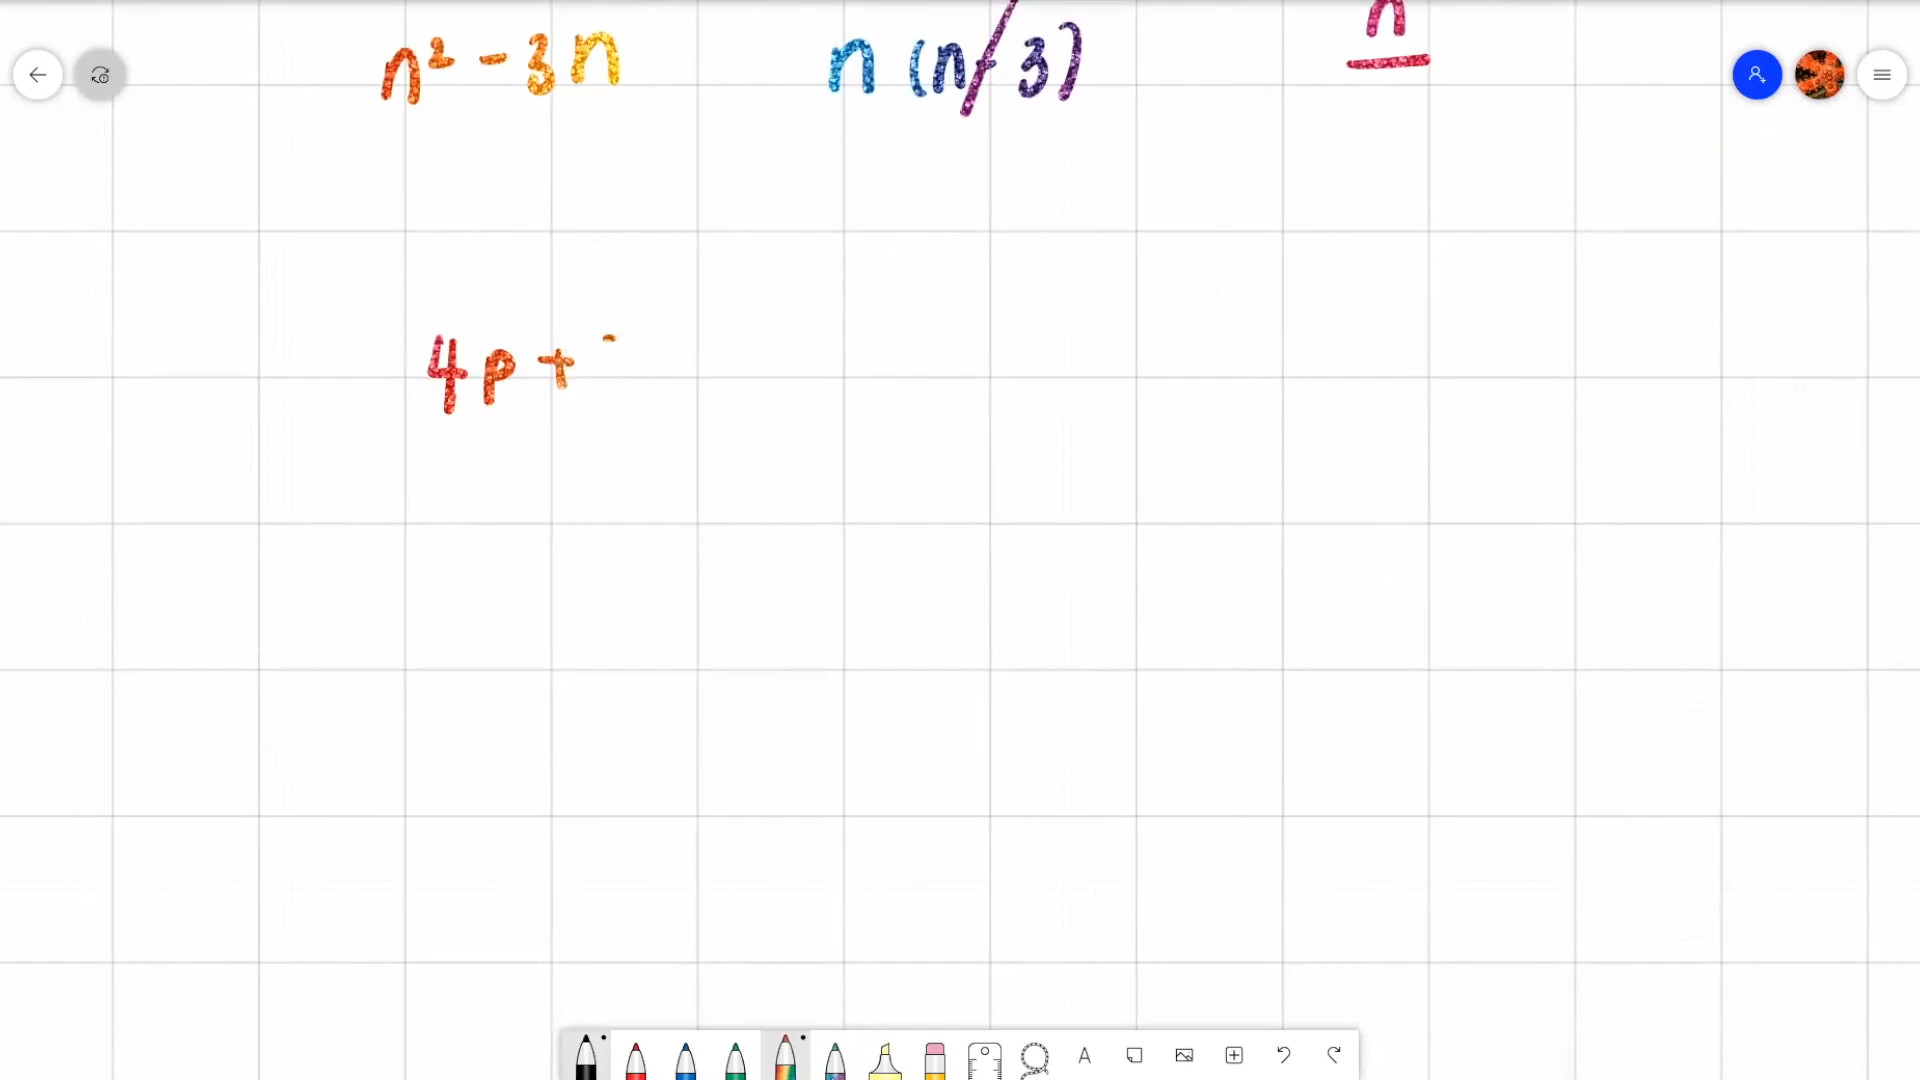 n
n² - 3n n (n - 3)
4p +
A